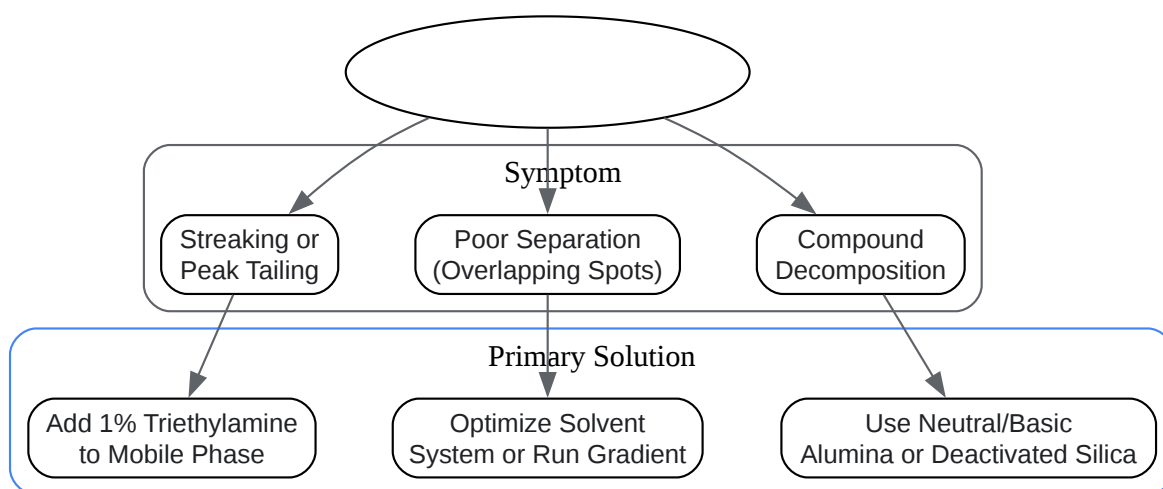 Symptom
Streaking or
Peak Tailing
Poor Separation
(Overlapping Spots)
Compound
Decomposition
Primary Solution
Add 1% Triethylamine
to Mobile Phase
Optimize Solvent
System or Run Gradient
Use Neutral/Basic
Alumina or Deactivated Silica